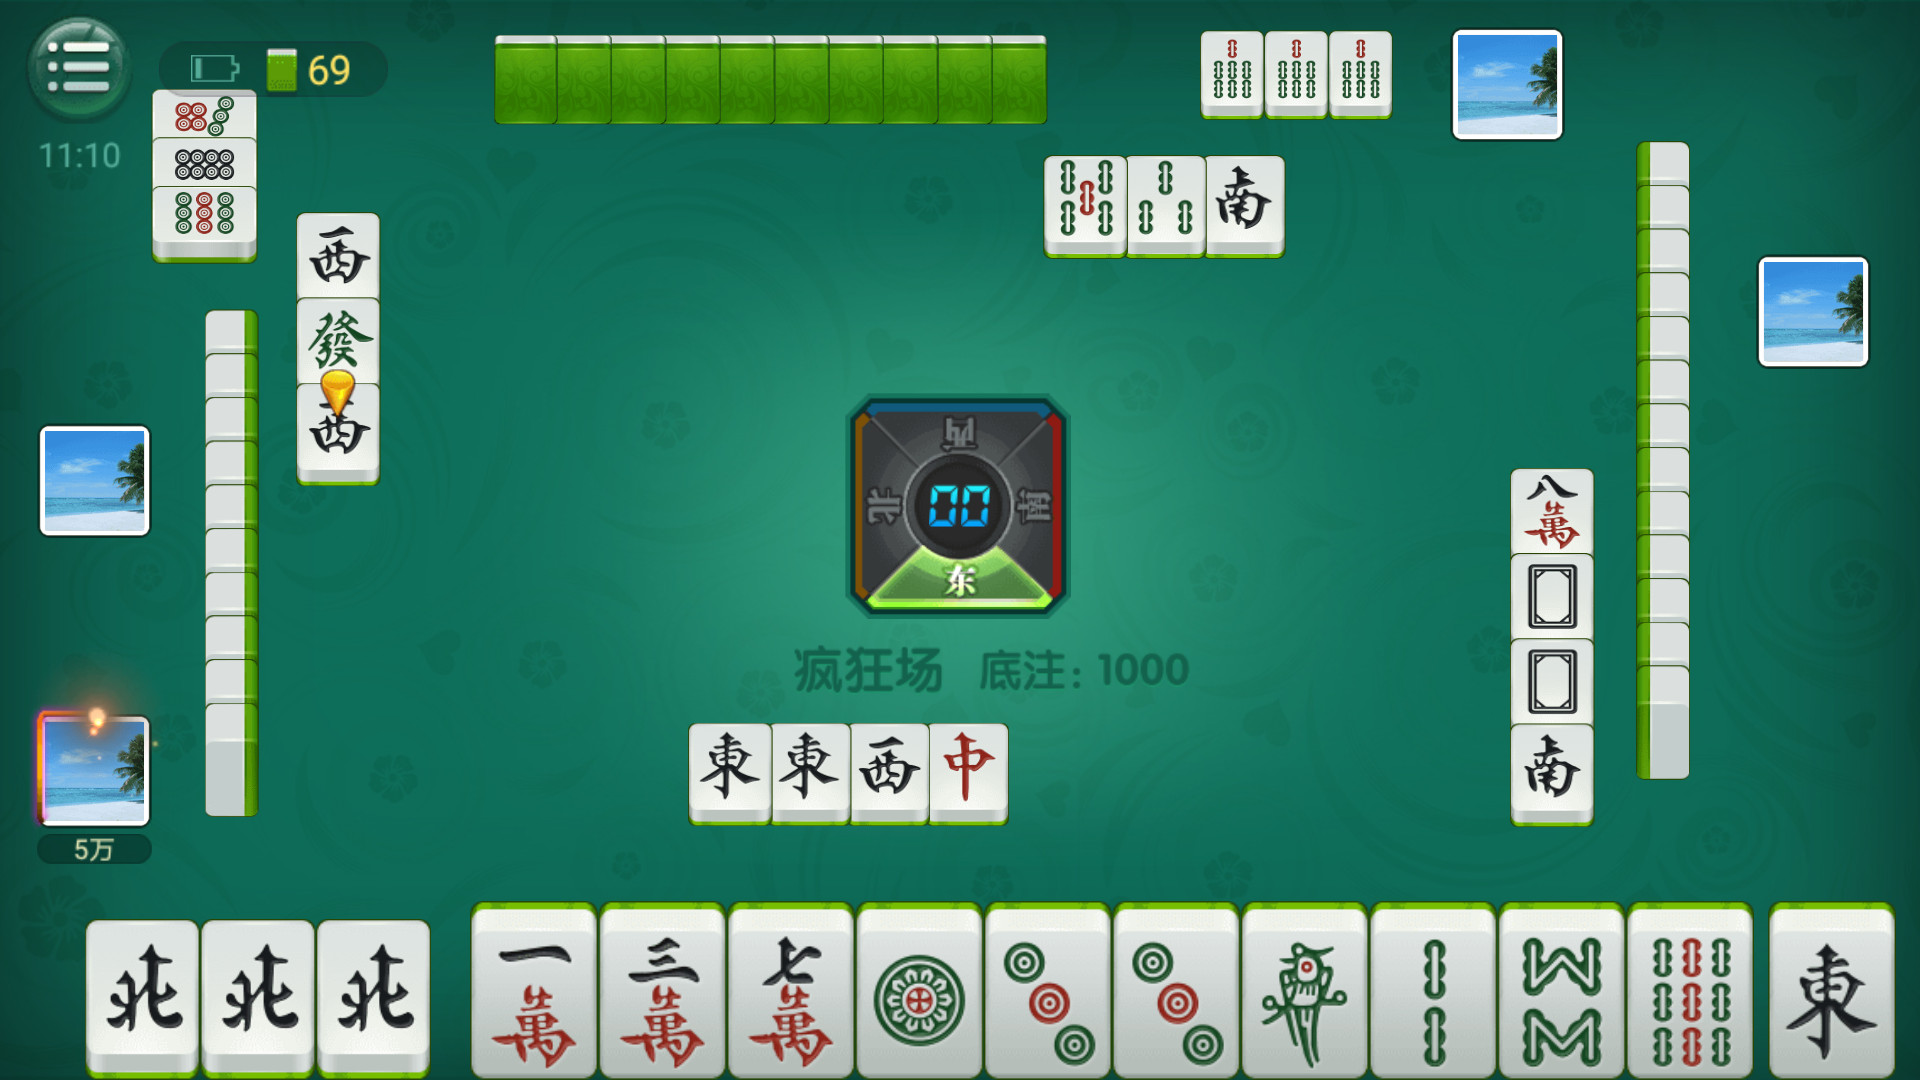 69
11:10
西
發
西
南
西
北
00
南
东
八萬
南
疯狂场 底注: 1000
東 東 西 中
5万
北 北 北 一萬 三萬 七萬 東